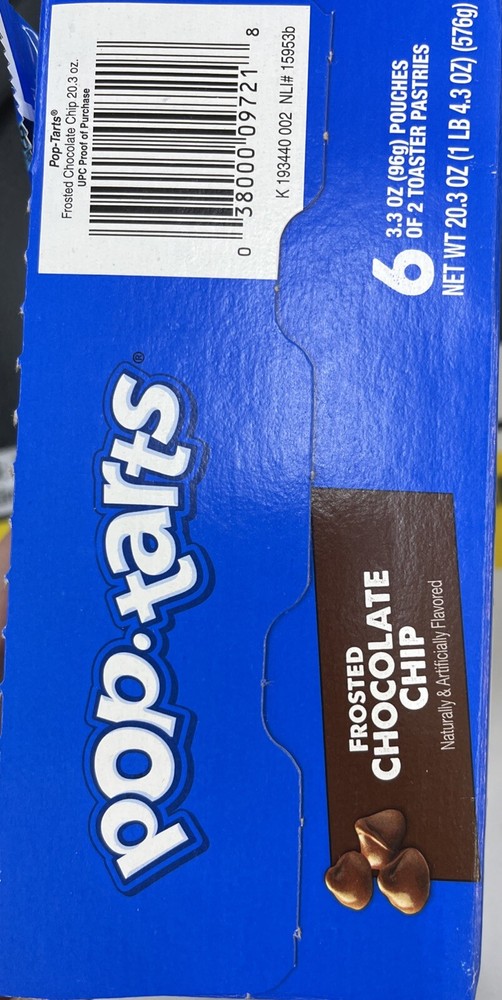 pop·tarts®
Pop-Tarts®
Frosted Chocolate Chip 20.3 oz.
UPC Proof of Purchase
0 38000 09721 8
K 193440 002 NLI# 15953b
FROSTED
CHOCOLATE
CHIP
Naturally & Artificially Flavored
6 3.3 OZ (96g) POUCHES
OF 2 TOASTER PASTRIES
NET WT 20.3 OZ (1 LB 4.3 OZ) (576g)